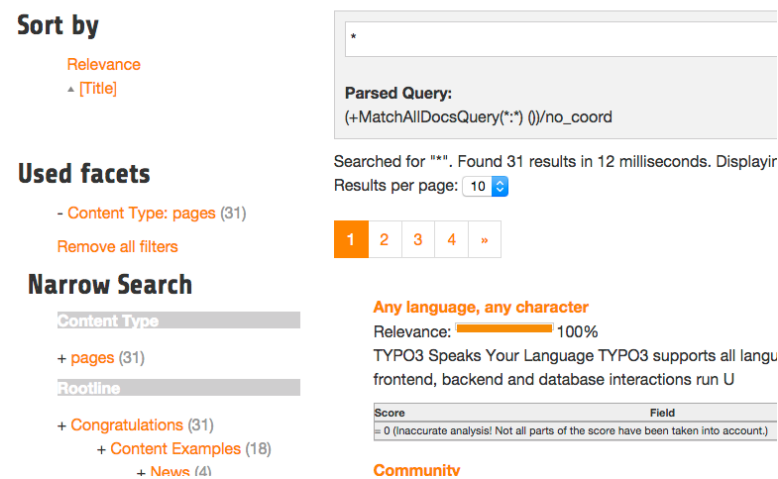 Sort by
Relevance
[Title]
Used facets
- Content Type: pages (31)
Remove all filters
Narrow Search
Content Type
+ pages (31)
Rootline
+ Congratulations (31)
+ Content Examples (18)
+ News (4)
*
Parsed Query:
(+MatchAllDocsQuery(*:*) ())/no_coord
Searched for "*". Found 31 results in 12 milliseconds. Displayin
Results per page: 10
1 2 3 4 »
Any language, any character
Relevance: 100%
TYPO3 Speaks Your Language TYPO3 supports all langu
frontend, backend and database interactions run U
Score Field
= 0 (Inaccurate analysis! Not all parts of the score have been taken into account.)
Community